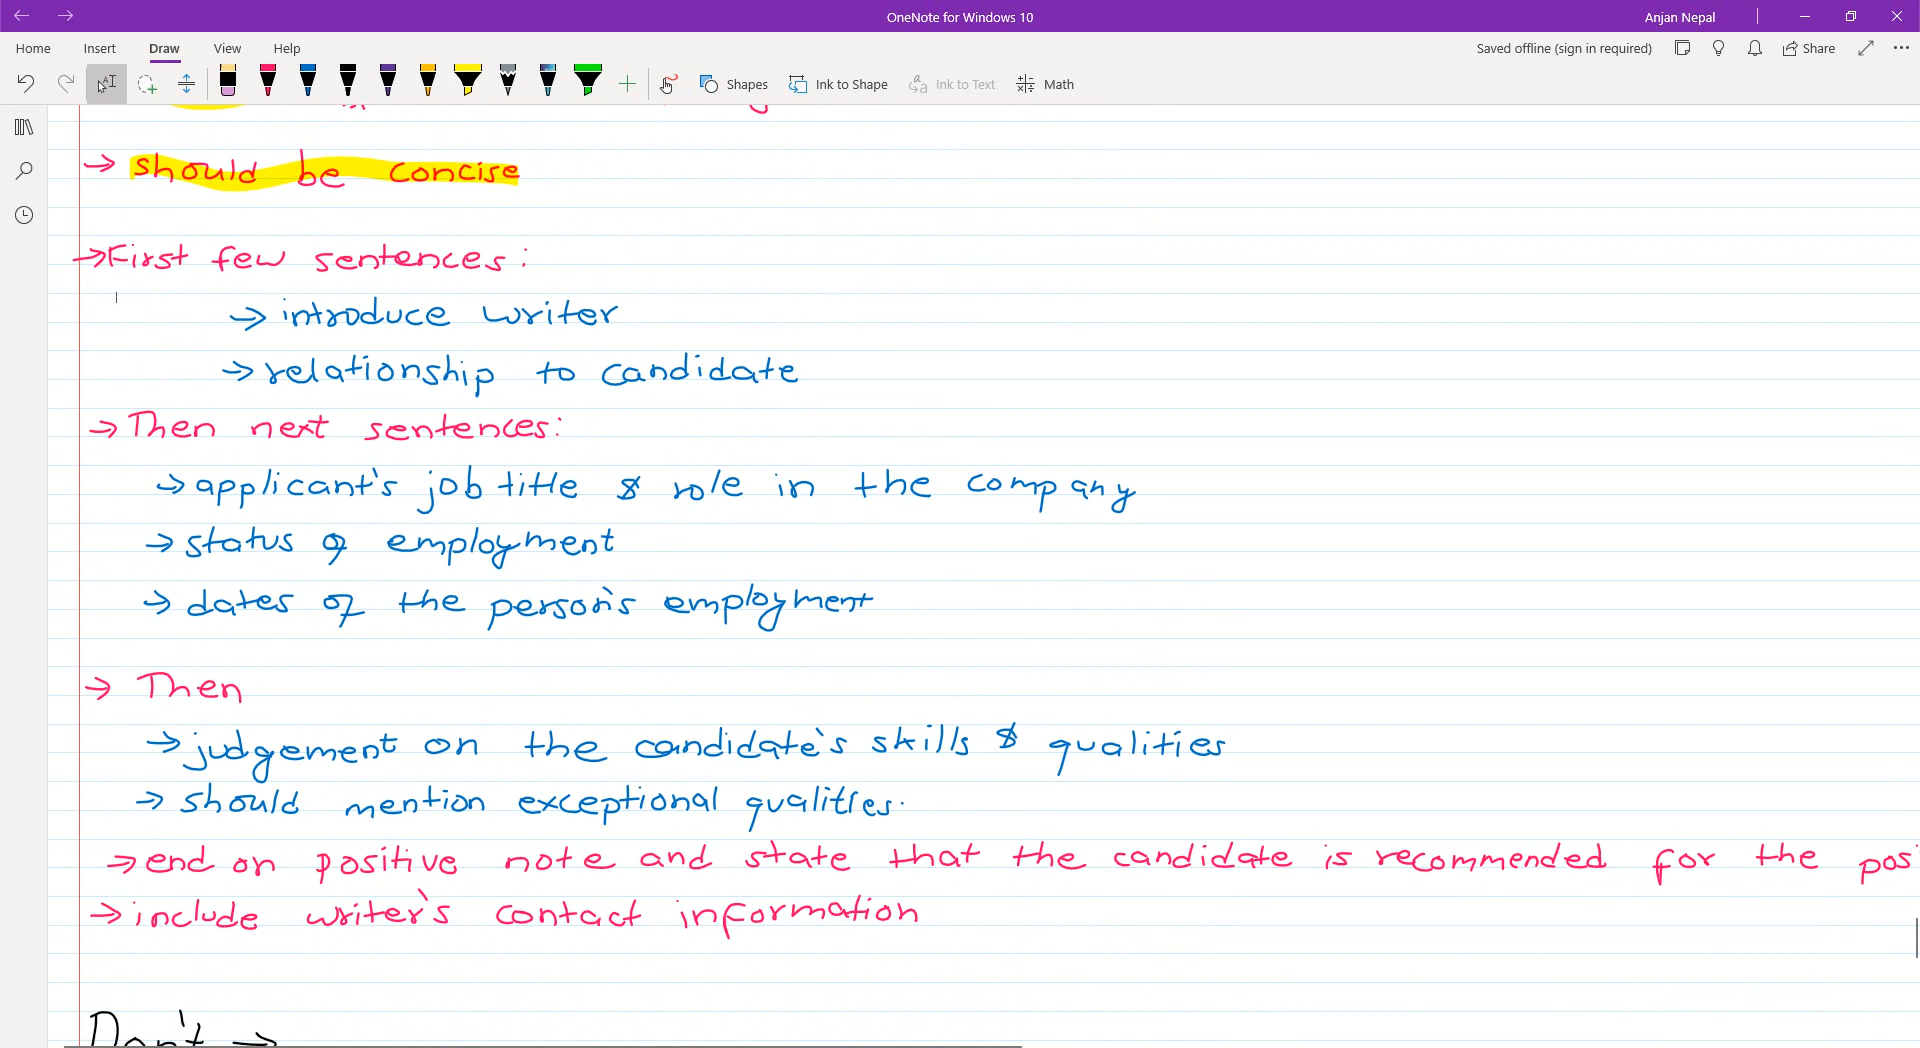 OneNote for Windows 10
Anjan Nepal
Home Insert Draw View Help
Saved offline (sign in required)
Share
Shapes
Ink to Shape
Ink to Text
Math
→ should be concise
→ First few sentences:
→ introduce writer
→ relationship to candidate
→ Then next sentences:
→ applicant's job title & role in the company
→ status of employment
→ dates of the person's employment
→ Then
→ judgement on the candidate's skills & qualities
→ should mention exceptional qualities.
→ end on positive note and state that the candidate is recommended for the pos
→ include writer's contact information
Don't →